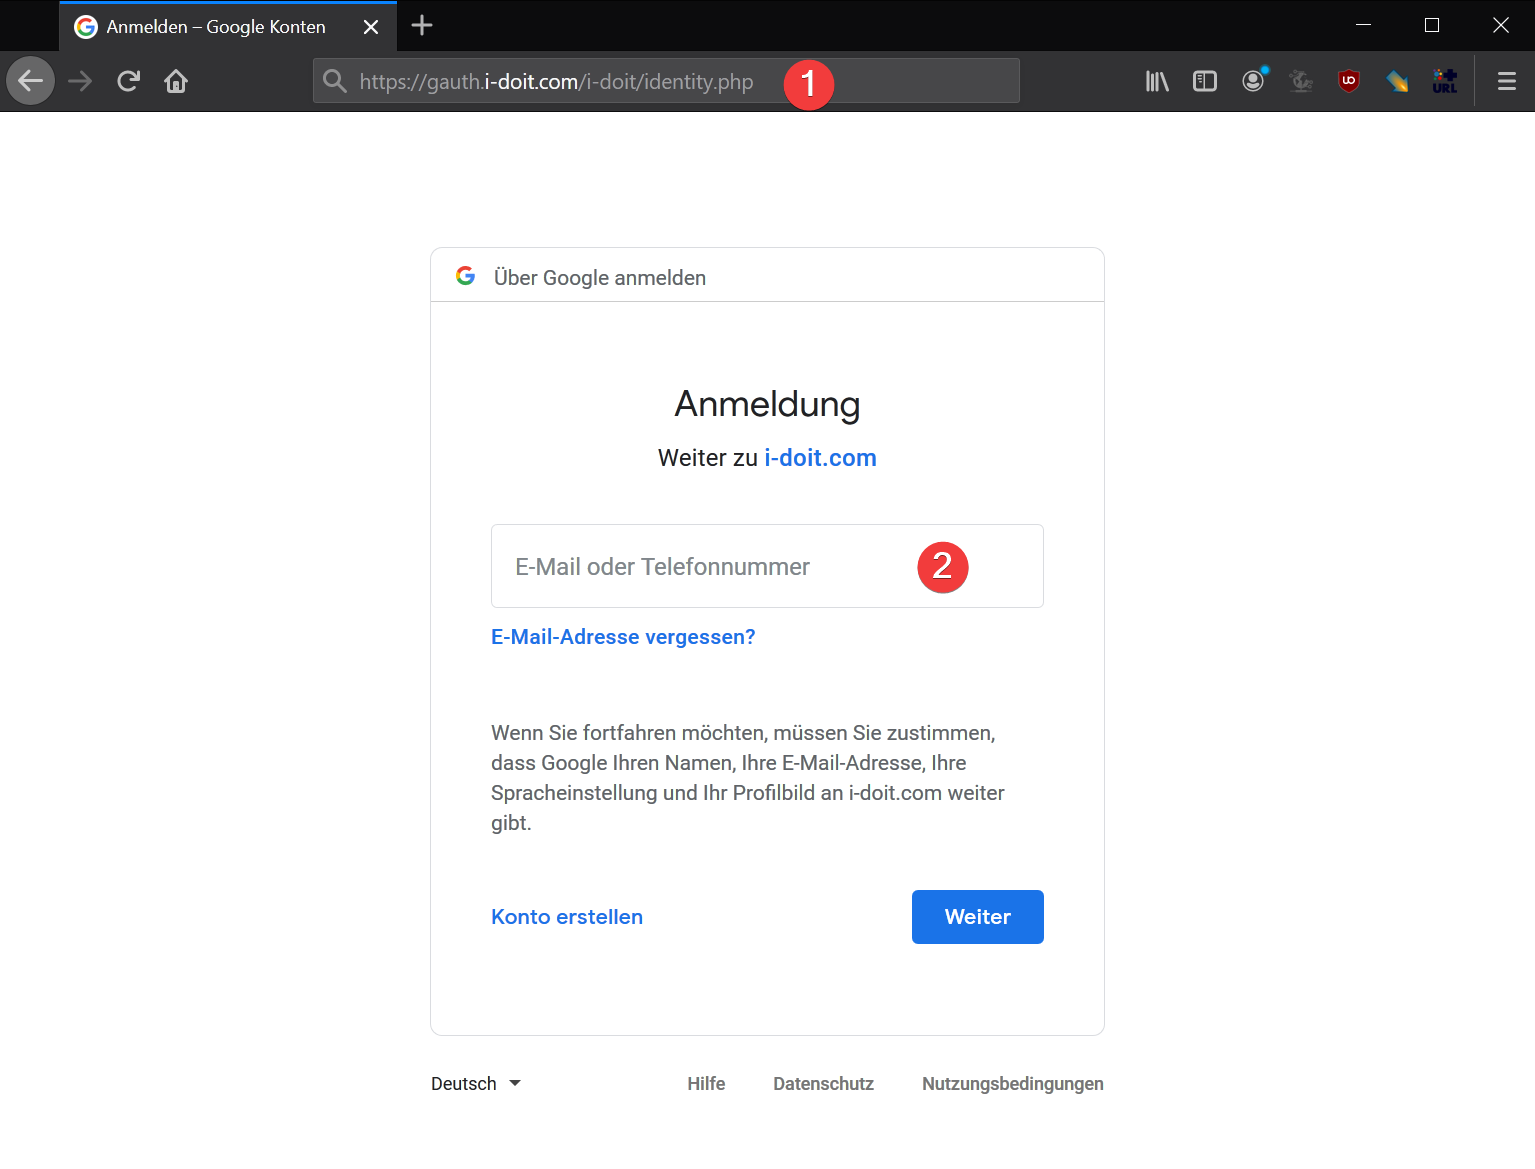 Anmelden – Google Konten
https://gauth.i-doit.com/i-doit/identity.php
1
UO
URL
Über Google anmelden
Anmeldung
Weiter zu i-doit.com
E-Mail oder Telefonnummer
2
E-Mail-Adresse vergessen?
Wenn Sie fortfahren möchten, müssen Sie zustimmen,
dass Google Ihren Namen, Ihre E-Mail-Adresse, Ihre
Spracheinstellung und Ihr Profilbild an i-doit.com weiter
gibt.
Konto erstellen
Weiter
Deutsch
Hilfe
Datenschutz
Nutzungsbedingungen